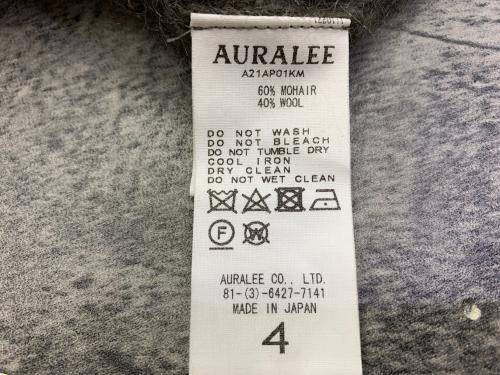 AURALEE
A21AP01KM
60% MOHAIR
40% WOOL
DO NOT WASH
DO NOT BLEACH
DO NOT TUMBLE DRY
COOL IRON
DRY CLEAN
DO NOT WET CLEAN
F
W
AURALEE CO., LTD.
81-(3)-6427-7141
MADE IN JAPAN
4